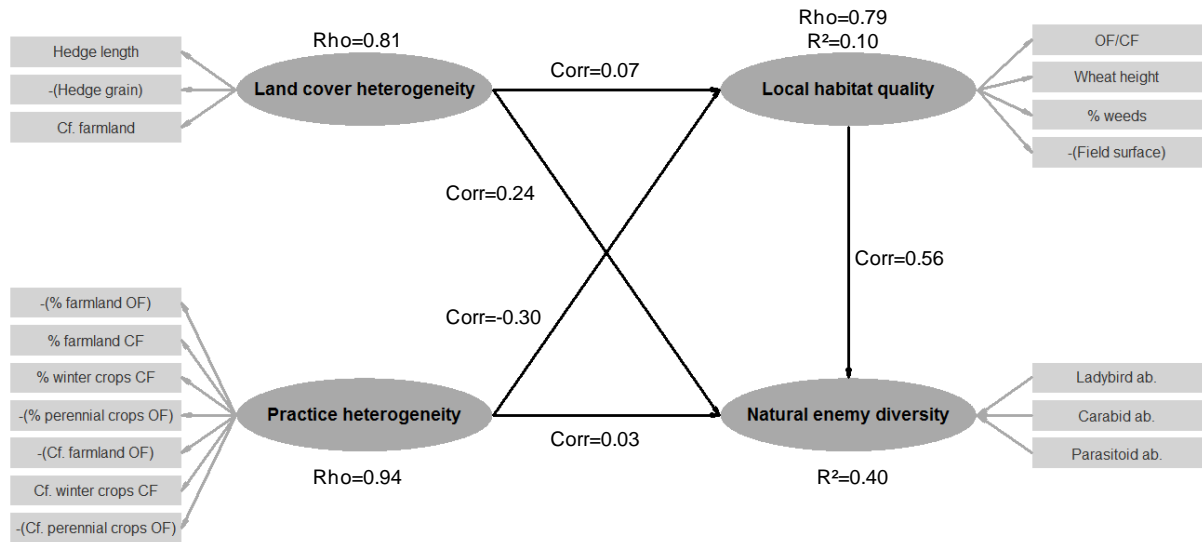 Hedge length
-(Hedge grain)
Cf. farmland
Rho=0.81
Land cover heterogeneity
Corr=0.07
Rho=0.79
R²=0.10
Local habitat quality
OF/CF
Wheat height
% weeds
-(Field surface)
Corr=0.24
Corr=0.56
Corr=-0.30
-(% farmland OF)
% farmland CF
% winter crops CF
-(% perennial crops OF)
-(Cf. farmland OF)
Cf. winter crops CF
-(Cf. perennial crops OF)
Practice heterogeneity
Rho=0.94
Corr=0.03
Natural enemy diversity
R²=0.40
Ladybird ab.
Carabid ab.
Parasitoid ab.